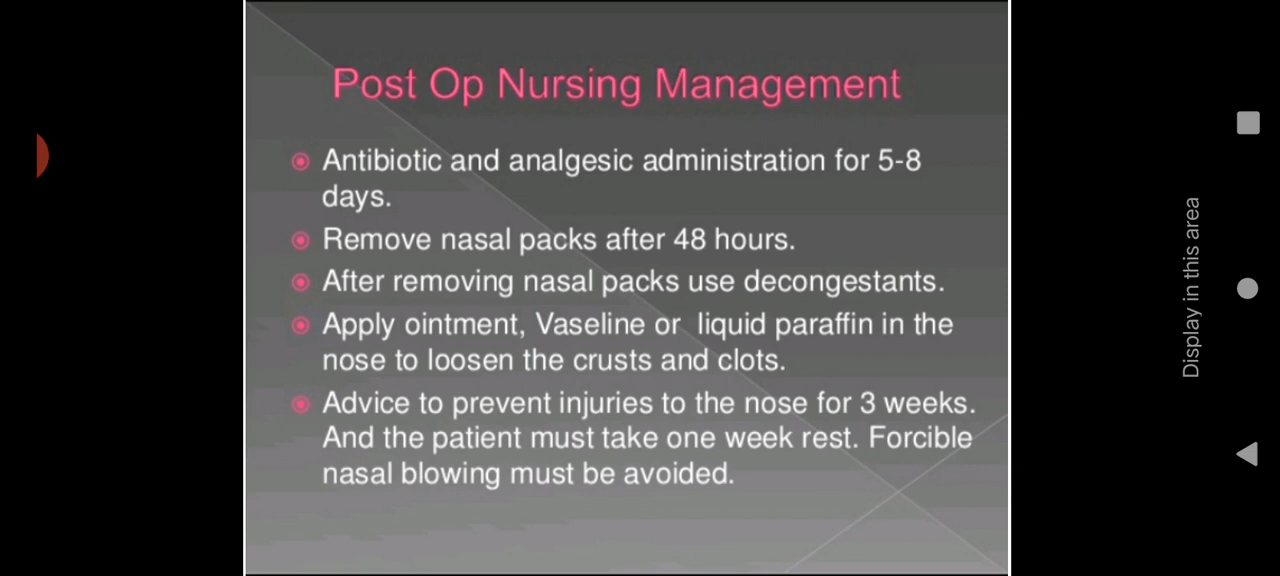 Post Op Nursing Management
Antibiotic and analgesic administration for 5-8
days.
Remove nasal packs after 48 hours.
After removing nasal packs use decongestants.
Apply ointment, Vaseline or  liquid paraffin in the
nose to loosen the crusts and clots.
Advice to prevent injuries to the nose for 3 weeks.
And the patient must take one week rest. Forcible
nasal blowing must be avoided.
Display in this area